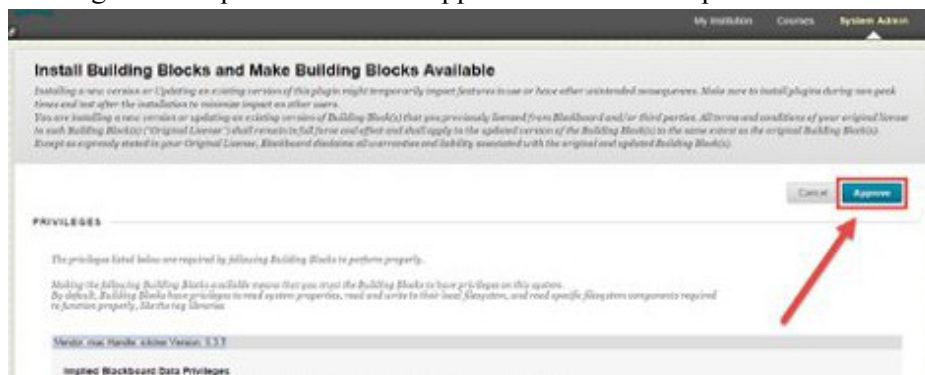 My Institution Courses System Admin
Install Building Blocks and Make Building Blocks Available
Installing a new version or Updating an existing version of this plugin might temporarily impact features in use or have other unintended consequences. Make sure to install plugins during non-peak
times and test after the installation to minimize impact on other users.
You are installing a new version or updating an existing version of Building Block(s) that you previously licensed from Blackboard and/or third parties. All terms and conditions of your original license
to such Building Block(s) ("Original License") shall remain in full force and effect and shall apply to the updated version of the Building Block(s) to the same extent as the original Building Block(s).
Except as expressly stated in your Original License, Blackboard disclaims all warranties and liability associated with the original and updated Building Block(s).
Cancel Approve
PRIVILEGES
The privileges listed below are required by following Building Blocks to perform properly.
Making the following Building Blocks available means that you trust the Building Blocks to have privileges on this system.
By default, Building Blocks have privileges to read system properties, read and write to their local filesystem, and read specific filesystem components required
to function properly, like the tag libraries.
Vendor: Handle: Version:
Implied Blackboard Data Privileges